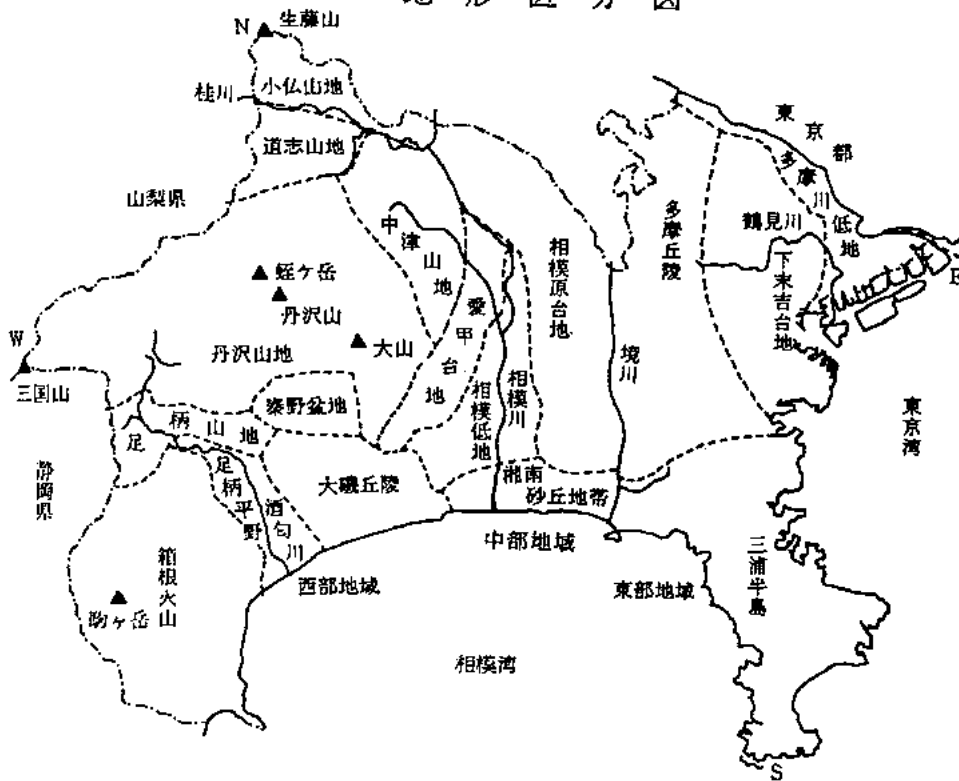 地形区分図
N
生藤山
小仏山地
桂川
道志山地
山梨県
中津山地
蛭ヶ岳
丹沢山
大山
丹沢山地
W
三国山
秦野盆地
足柄山地
愛甲台地
相模低地
相模川
相模原台地
境川
多摩丘陵
東京都
多摩川低地
鶴見川
下末吉台地
E
東京湾
静岡県
足柄平野
酒匂川
大磯丘陵
湘南
砂丘地帯
箱根火山
駒ヶ岳
西部地域
中部地域
東部地域
三浦半島
相模湾
S